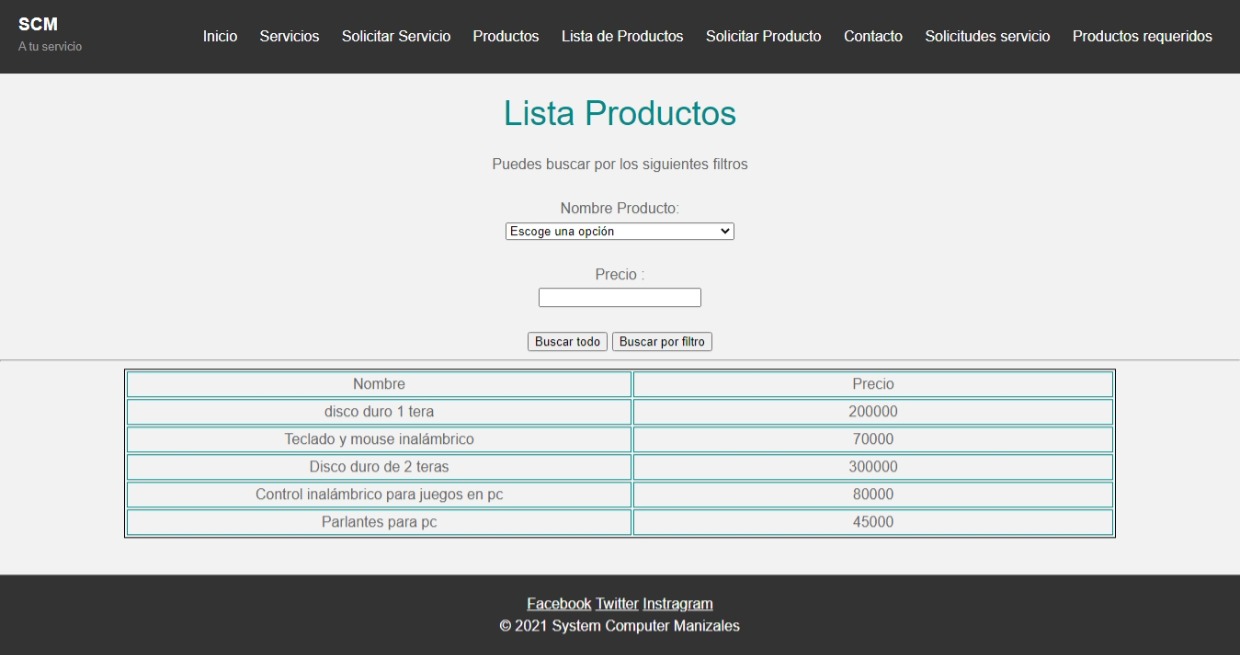 SCM
A tu servicio
Inicio Servicios Solicitar Servicio Productos Lista de Productos Solicitar Producto Contacto Solicitudes servicio Productos requeridos
Lista Productos
Puedes buscar por los siguientes filtros
Nombre Producto:
Escoge una opción
Precio :
Buscar todo Buscar por filtro
Nombre Precio
disco duro 1 tera 200000
Teclado y mouse inalámbrico 70000
Disco duro de 2 teras 300000
Control inalámbrico para juegos en pc 80000
Parlantes para pc 45000
Facebook Twitter Instragram
© 2021 System Computer Manizales